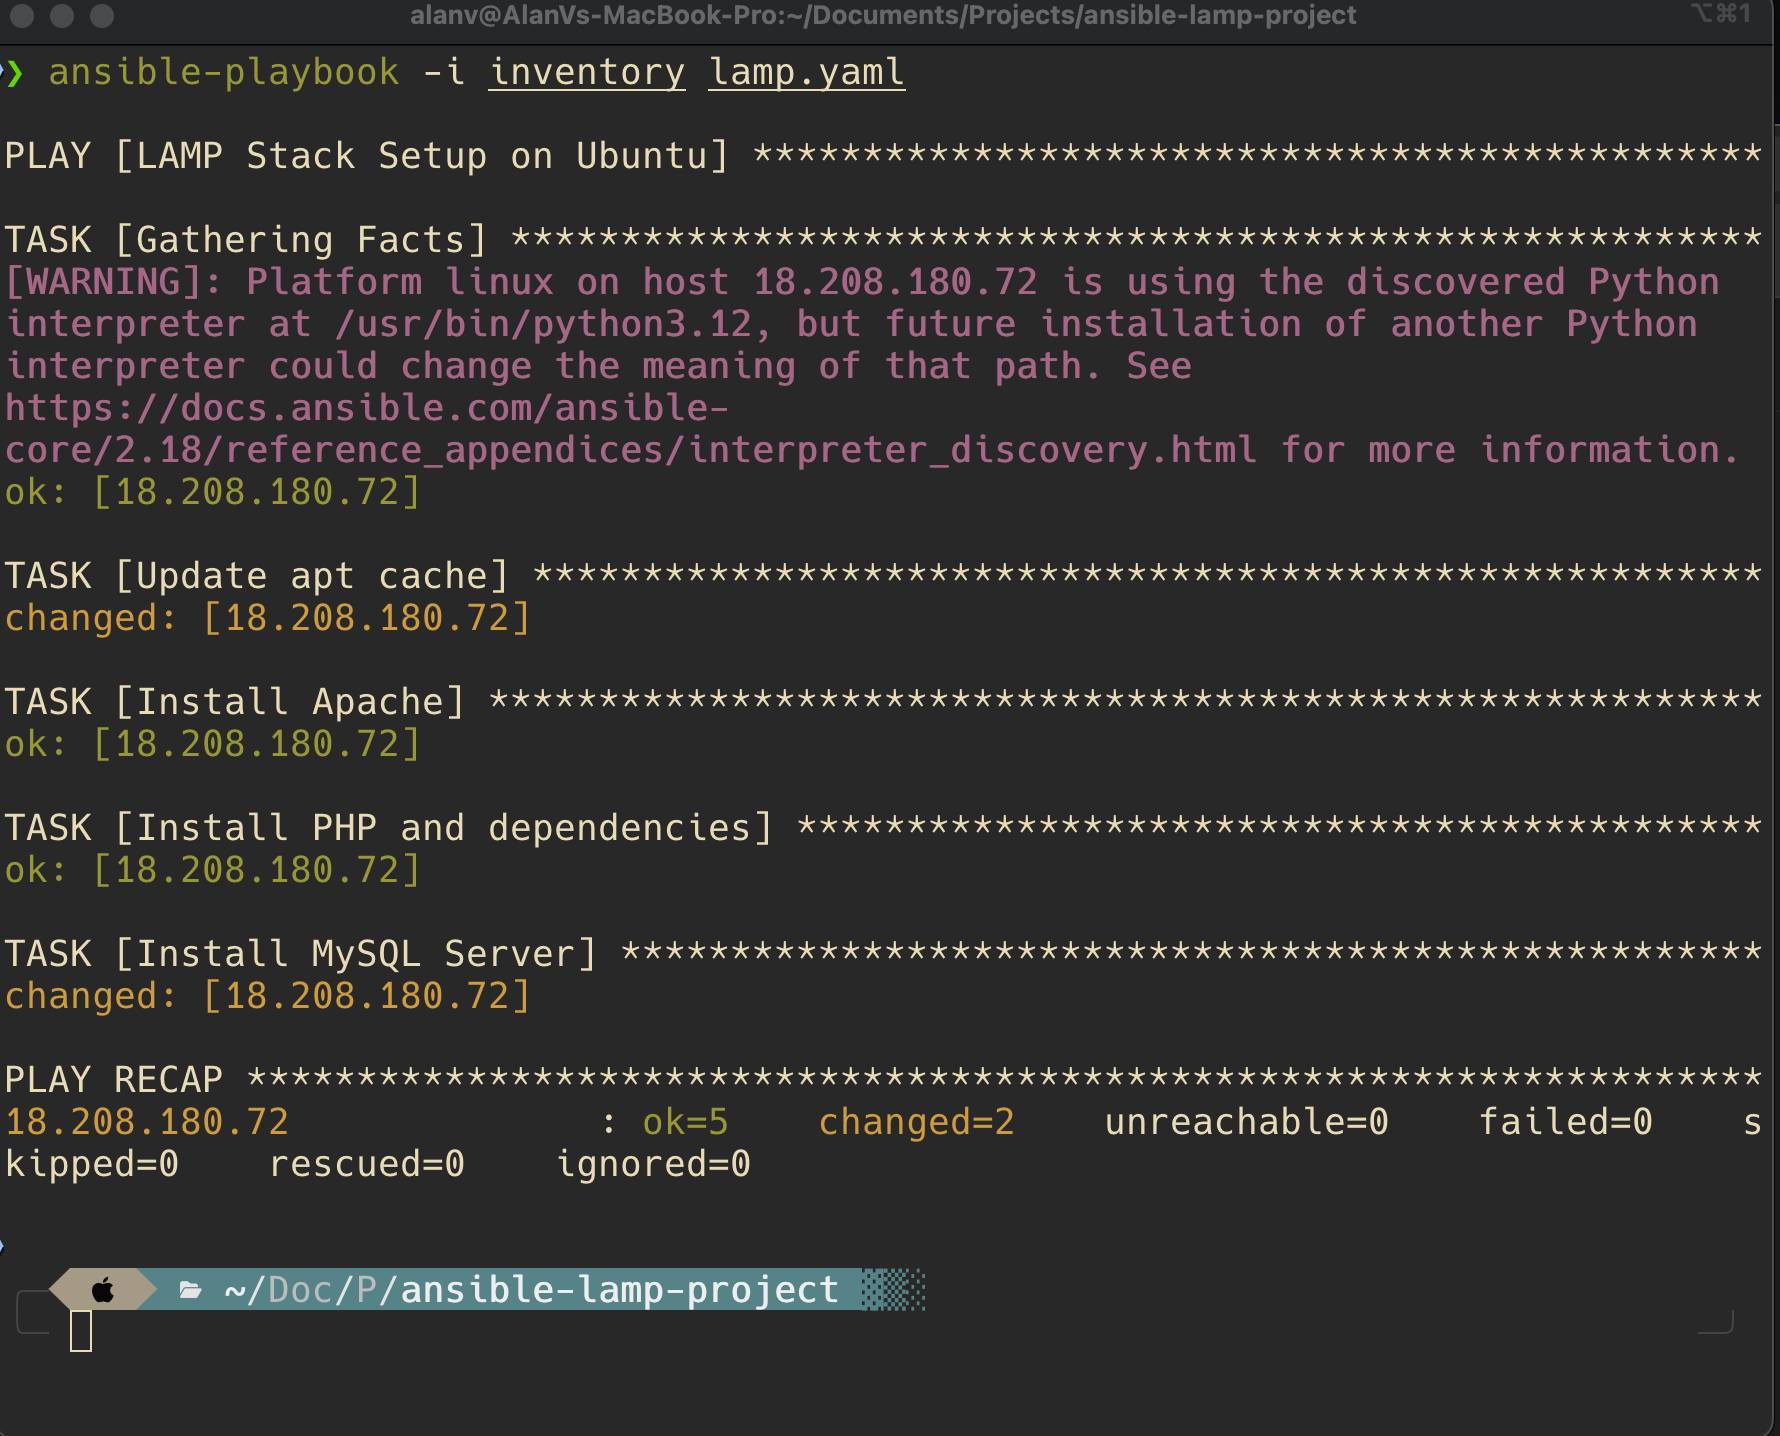 alanv@AlanVs-MacBook-Pro:~/Documents/Projects/ansible-lamp-project ⌥⌘1
❯ ansible-playbook -i inventory lamp.yaml
PLAY [LAMP Stack Setup on Ubuntu] **********************************************
TASK [Gathering Facts] *********************************************************
[WARNING]: Platform linux on host 18.208.180.72 is using the discovered Python
interpreter at /usr/bin/python3.12, but future installation of another Python
interpreter could change the meaning of that path. See
https://docs.ansible.com/ansible-
core/2.18/reference_appendices/interpreter_discovery.html for more information.
ok: [18.208.180.72]
TASK [Update apt cache] ********************************************************
changed: [18.208.180.72]
TASK [Install Apache] **********************************************************
ok: [18.208.180.72]
TASK [Install PHP and dependencies] ********************************************
ok: [18.208.180.72]
TASK [Install MySQL Server] ****************************************************
changed: [18.208.180.72]
PLAY RECAP *********************************************************************
18.208.180.72 : ok=5 changed=2 unreachable=0 failed=0 s
kipped=0 rescued=0 ignored=0
~/Doc/P/ansible-lamp-project